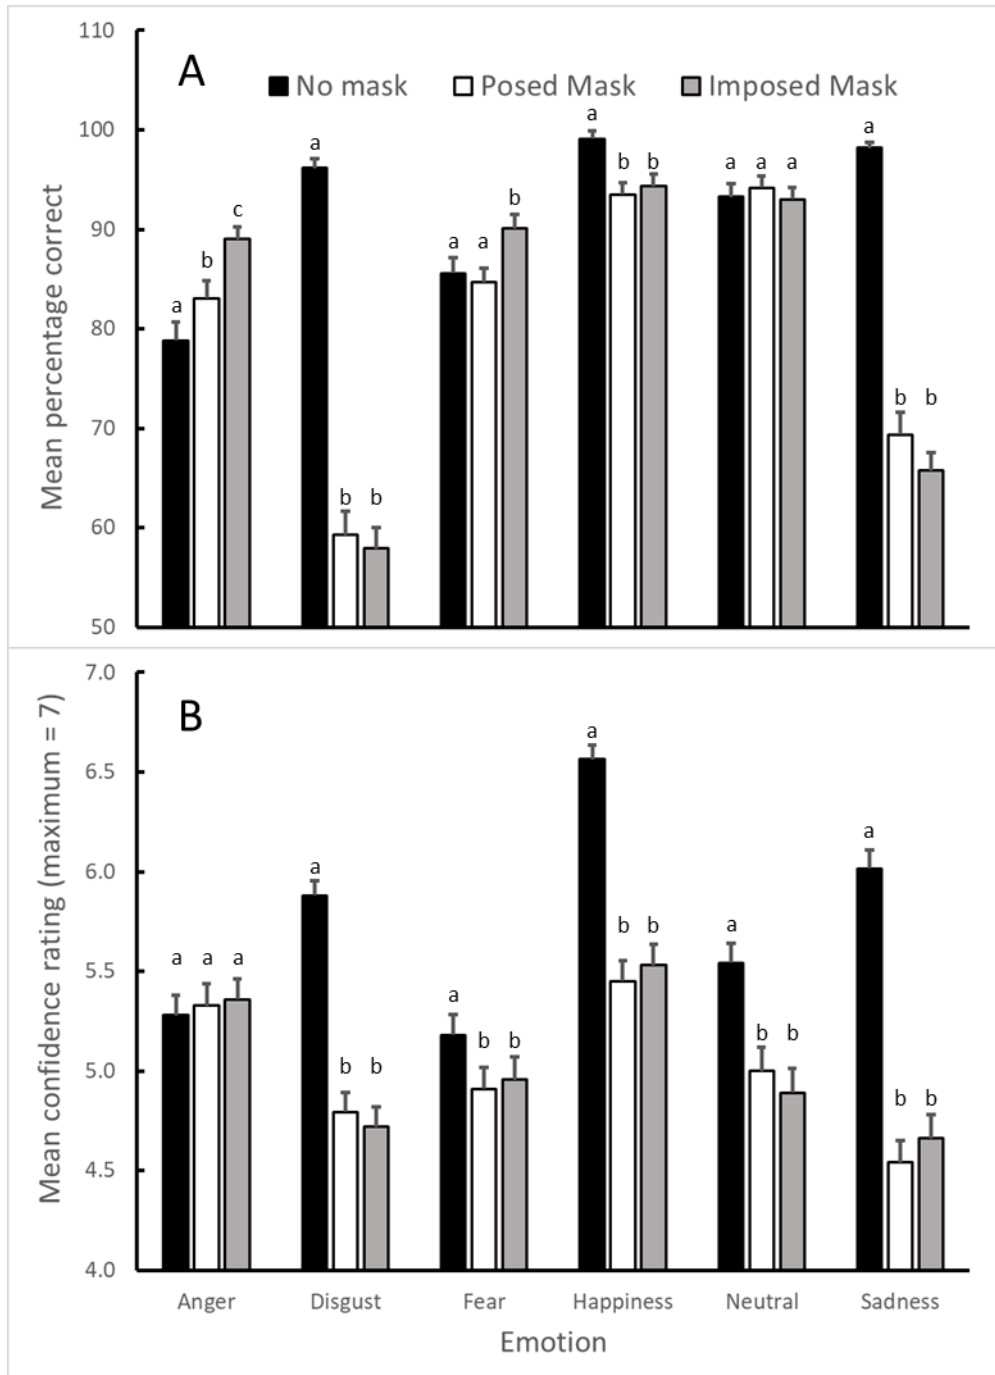 110
A
No mask Posed Mask Imposed Mask
100
90
80
70
60
50
Mean percentage correct
a b c
a b b
a a b
a b b
a a a
a b b
7.0
B
6.5
6.0
5.5
5.0
4.5
4.0
Mean confidence rating (maximum = 7)
a a a
a b b
a b b
a b b
a b b
a b b
Anger Disgust Fear Happiness Neutral Sadness
Emotion